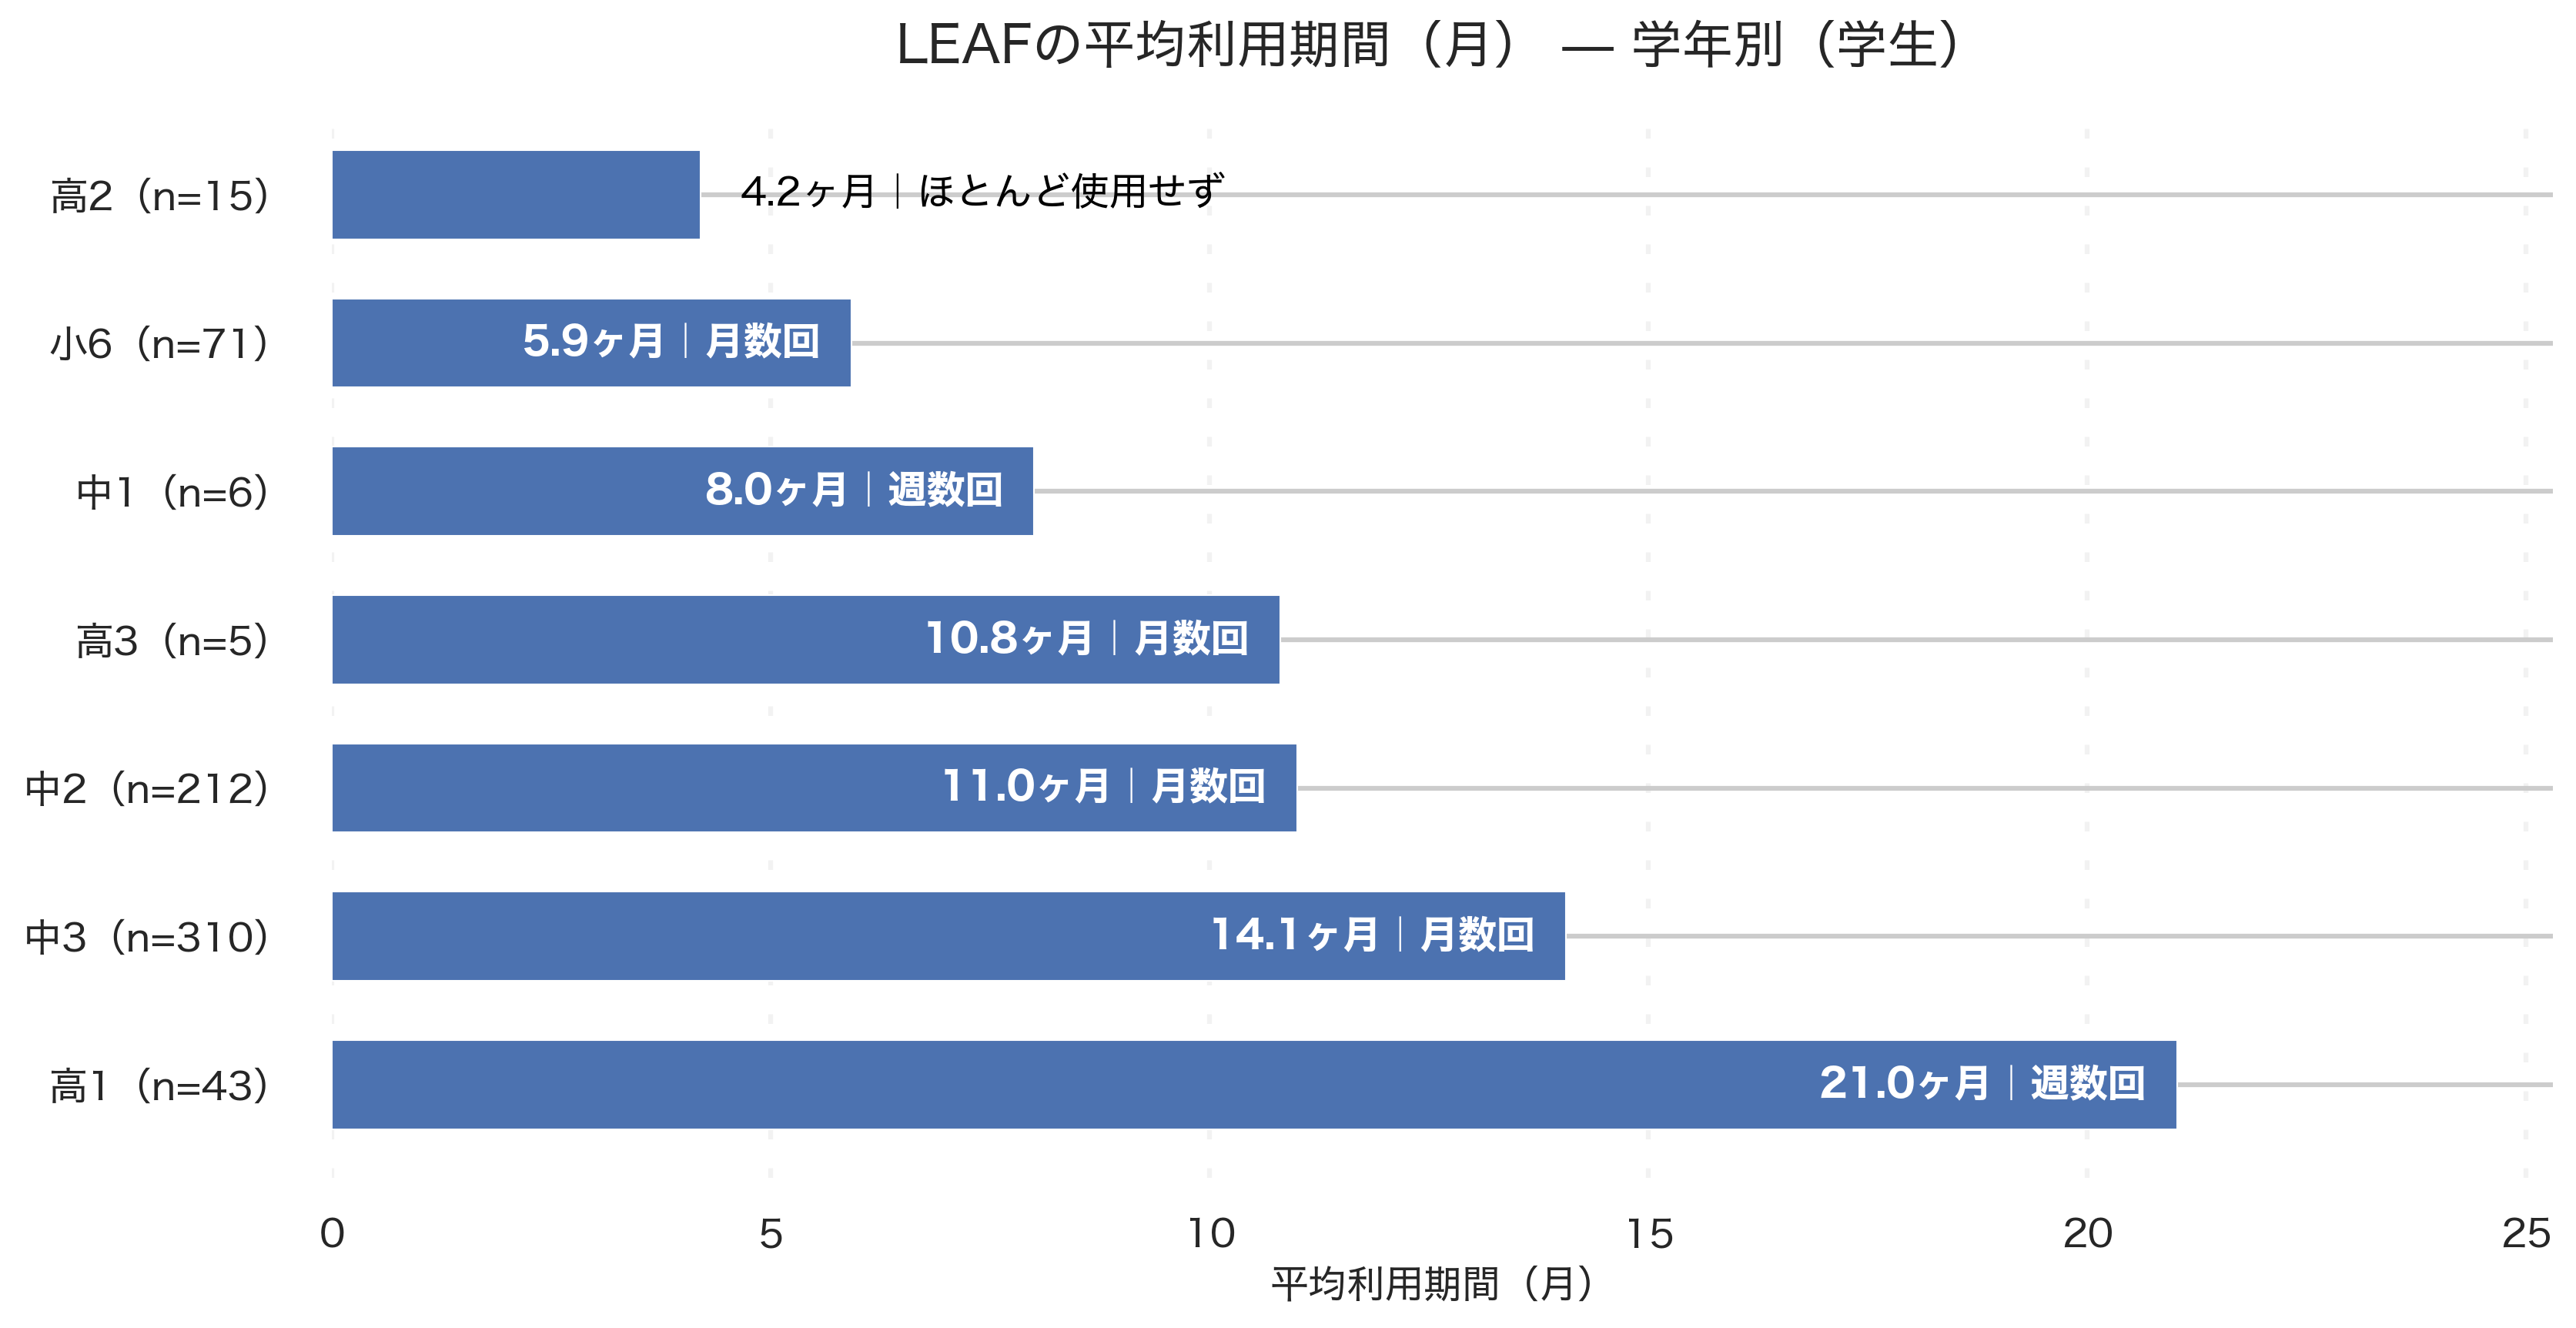 LEAFの平均利用期間（月） — 学年別（学生）
高2（n=15） 4.2ヶ月｜ほとんど使用せず
小6（n=71） 5.9ヶ月｜月数回
中1（n=6） 8.0ヶ月｜週数回
高3（n=5） 10.8ヶ月｜月数回
中2（n=212） 11.0ヶ月｜月数回
中3（n=310） 14.1ヶ月｜月数回
高1（n=43） 21.0ヶ月｜週数回
0 5 10 15 20 25
平均利用期間（月）